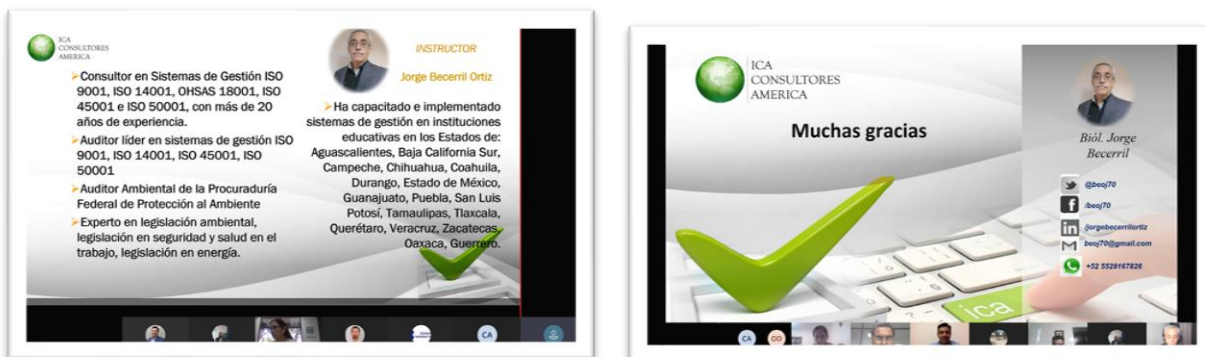 ICA
CONSULTORES
AMERICA
➢Consultor en Sistemas de Gestión ISO
9001, ISO 14001, OHSAS 18001, ISO
45001 e ISO 50001, con más de 20
años de experiencia.
➢Auditor líder en sistemas de gestión ISO
9001, ISO 14001, ISO 45001, ISO
50001
➢Auditor Ambiental de la Procuraduría
Federal de Protección al Ambiente
➢Experto en legislación ambiental,
legislación en seguridad y salud en el
trabajo, legislación en energía.
INSTRUCTOR
Jorge Becerril Ortiz
➢Ha capacitado e implementado
sistemas de gestión en instituciones
educativas en los Estados de:
Aguascalientes, Baja California Sur,
Campeche, Chihuahua, Coahuila,
Durango, Estado de México,
Guanajuato, Puebla, San Luis
Potosí, Tamaulipas, Tlaxcala,
Querétaro, Veracruz, Zacatecas,
Oaxaca, Guerrero.
CA
ICA
CONSULTORES
AMERICA
Muchas gracias
Biól. Jorge
Becerril
@beoj70
/beoj70
/jorgebecerrilortiz
beoj70@gmail.com
+52 5529167826
ica
CA
CO